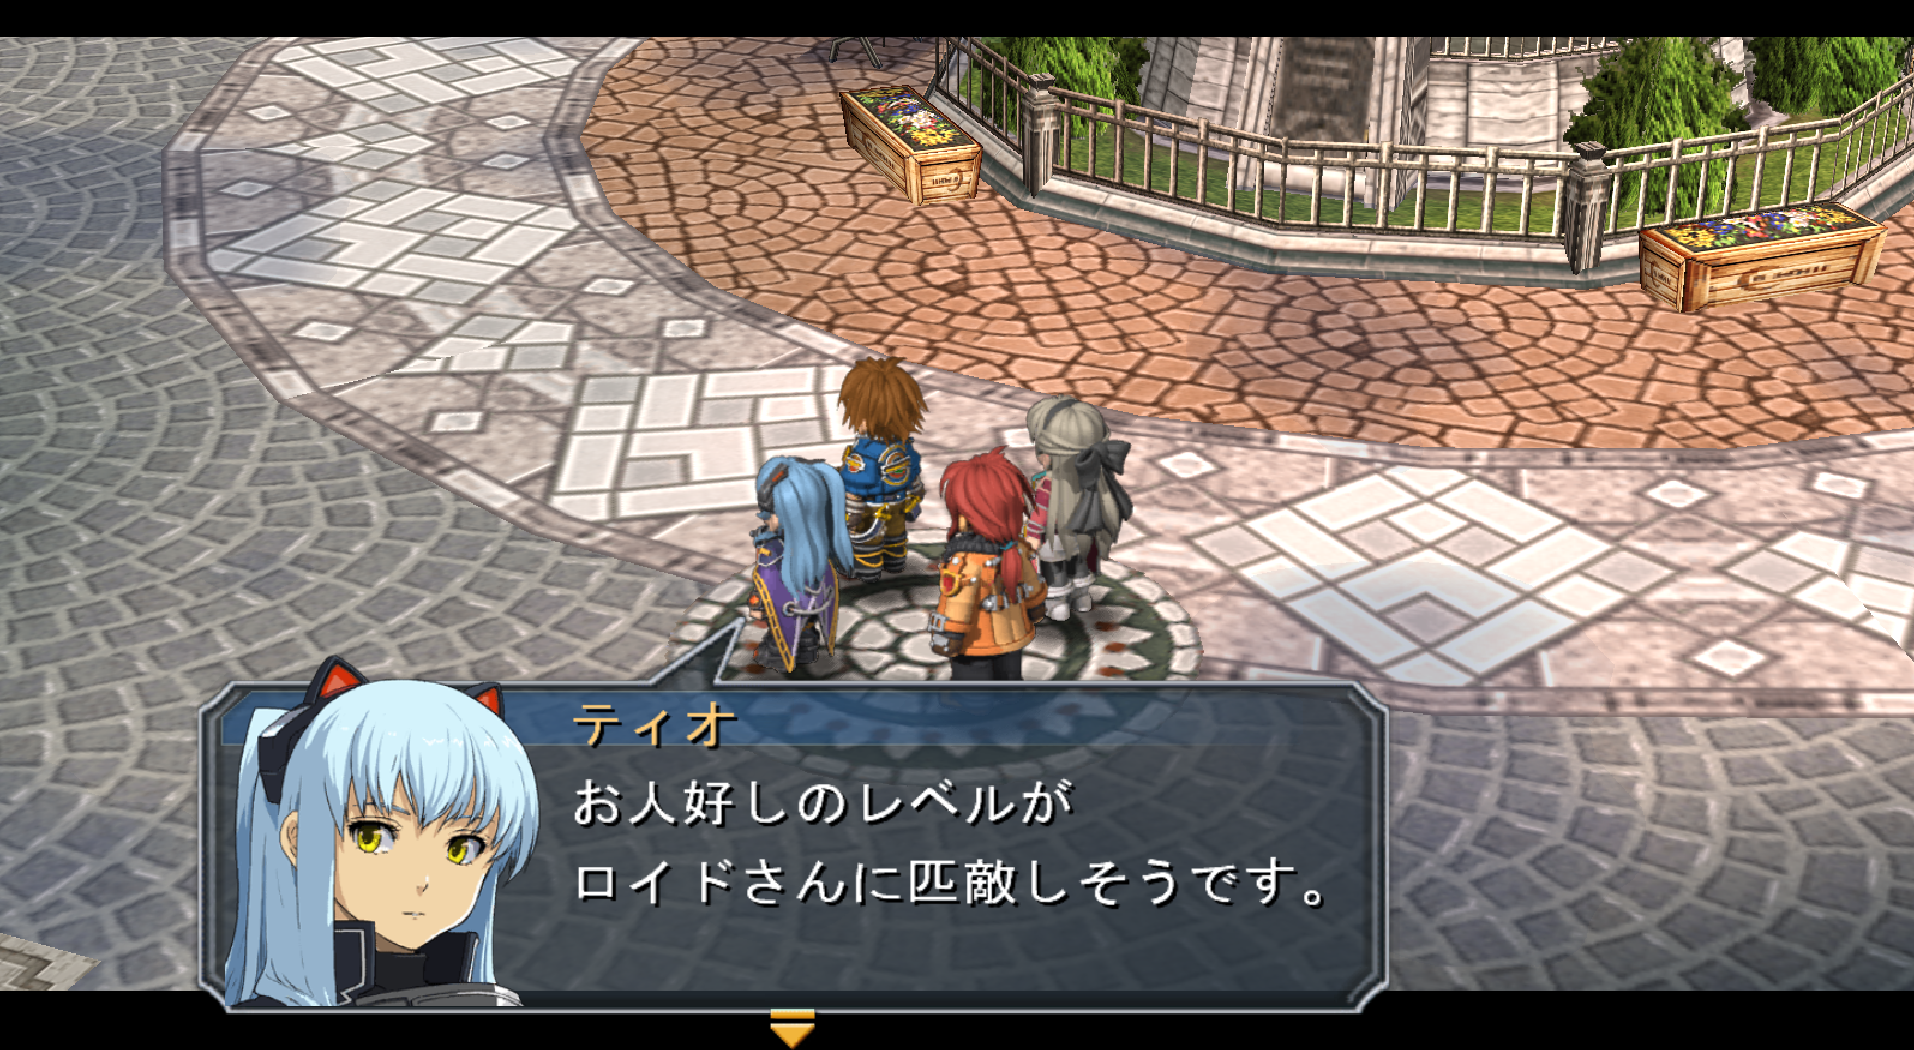 ティオ
お人好しのレベルが
ロイドさんに匹敵しそうです。